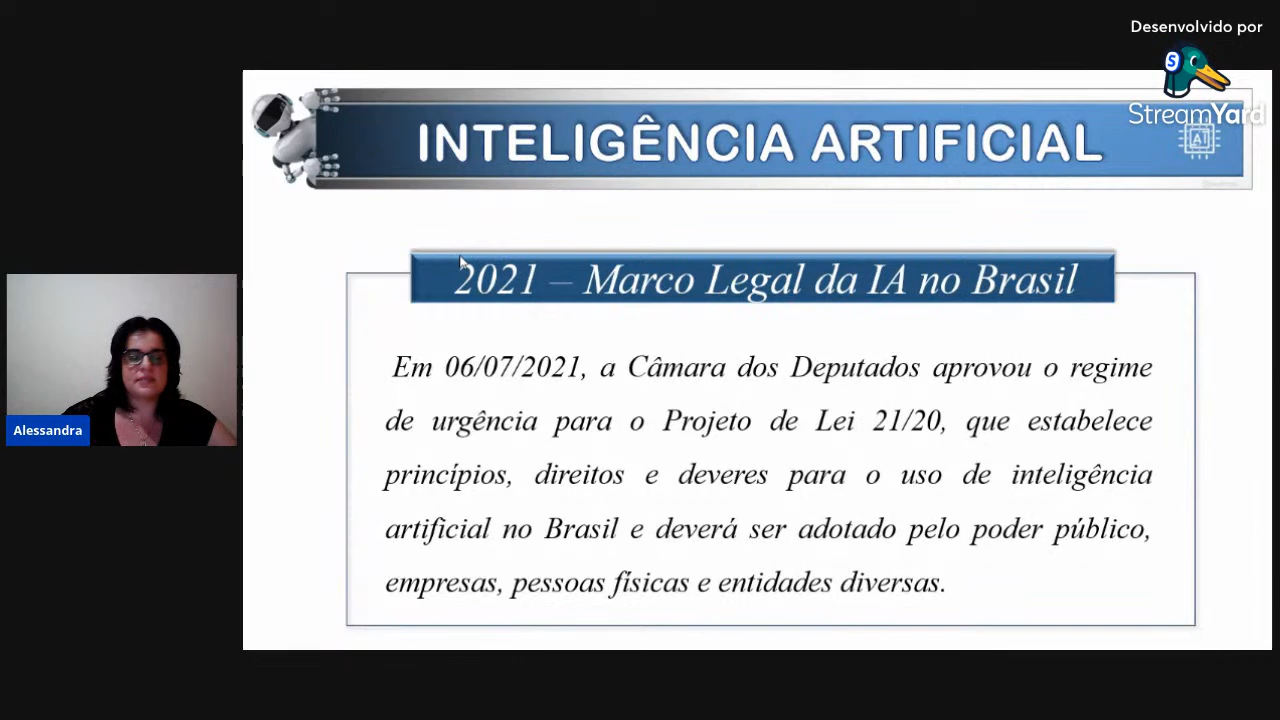 Desenvolvido por
StreamYard
INTELIGÊNCIA ARTIFICIAL
AI
2021 – Marco Legal da IA no Brasil
Em 06/07/2021, a Câmara dos Deputados aprovou o regime
de urgência para o Projeto de Lei 21/20, que estabelece
princípios, direitos e deveres para o uso de inteligência
artificial no Brasil e deverá ser adotado pelo poder público,
empresas, pessoas físicas e entidades diversas.
Alessandra